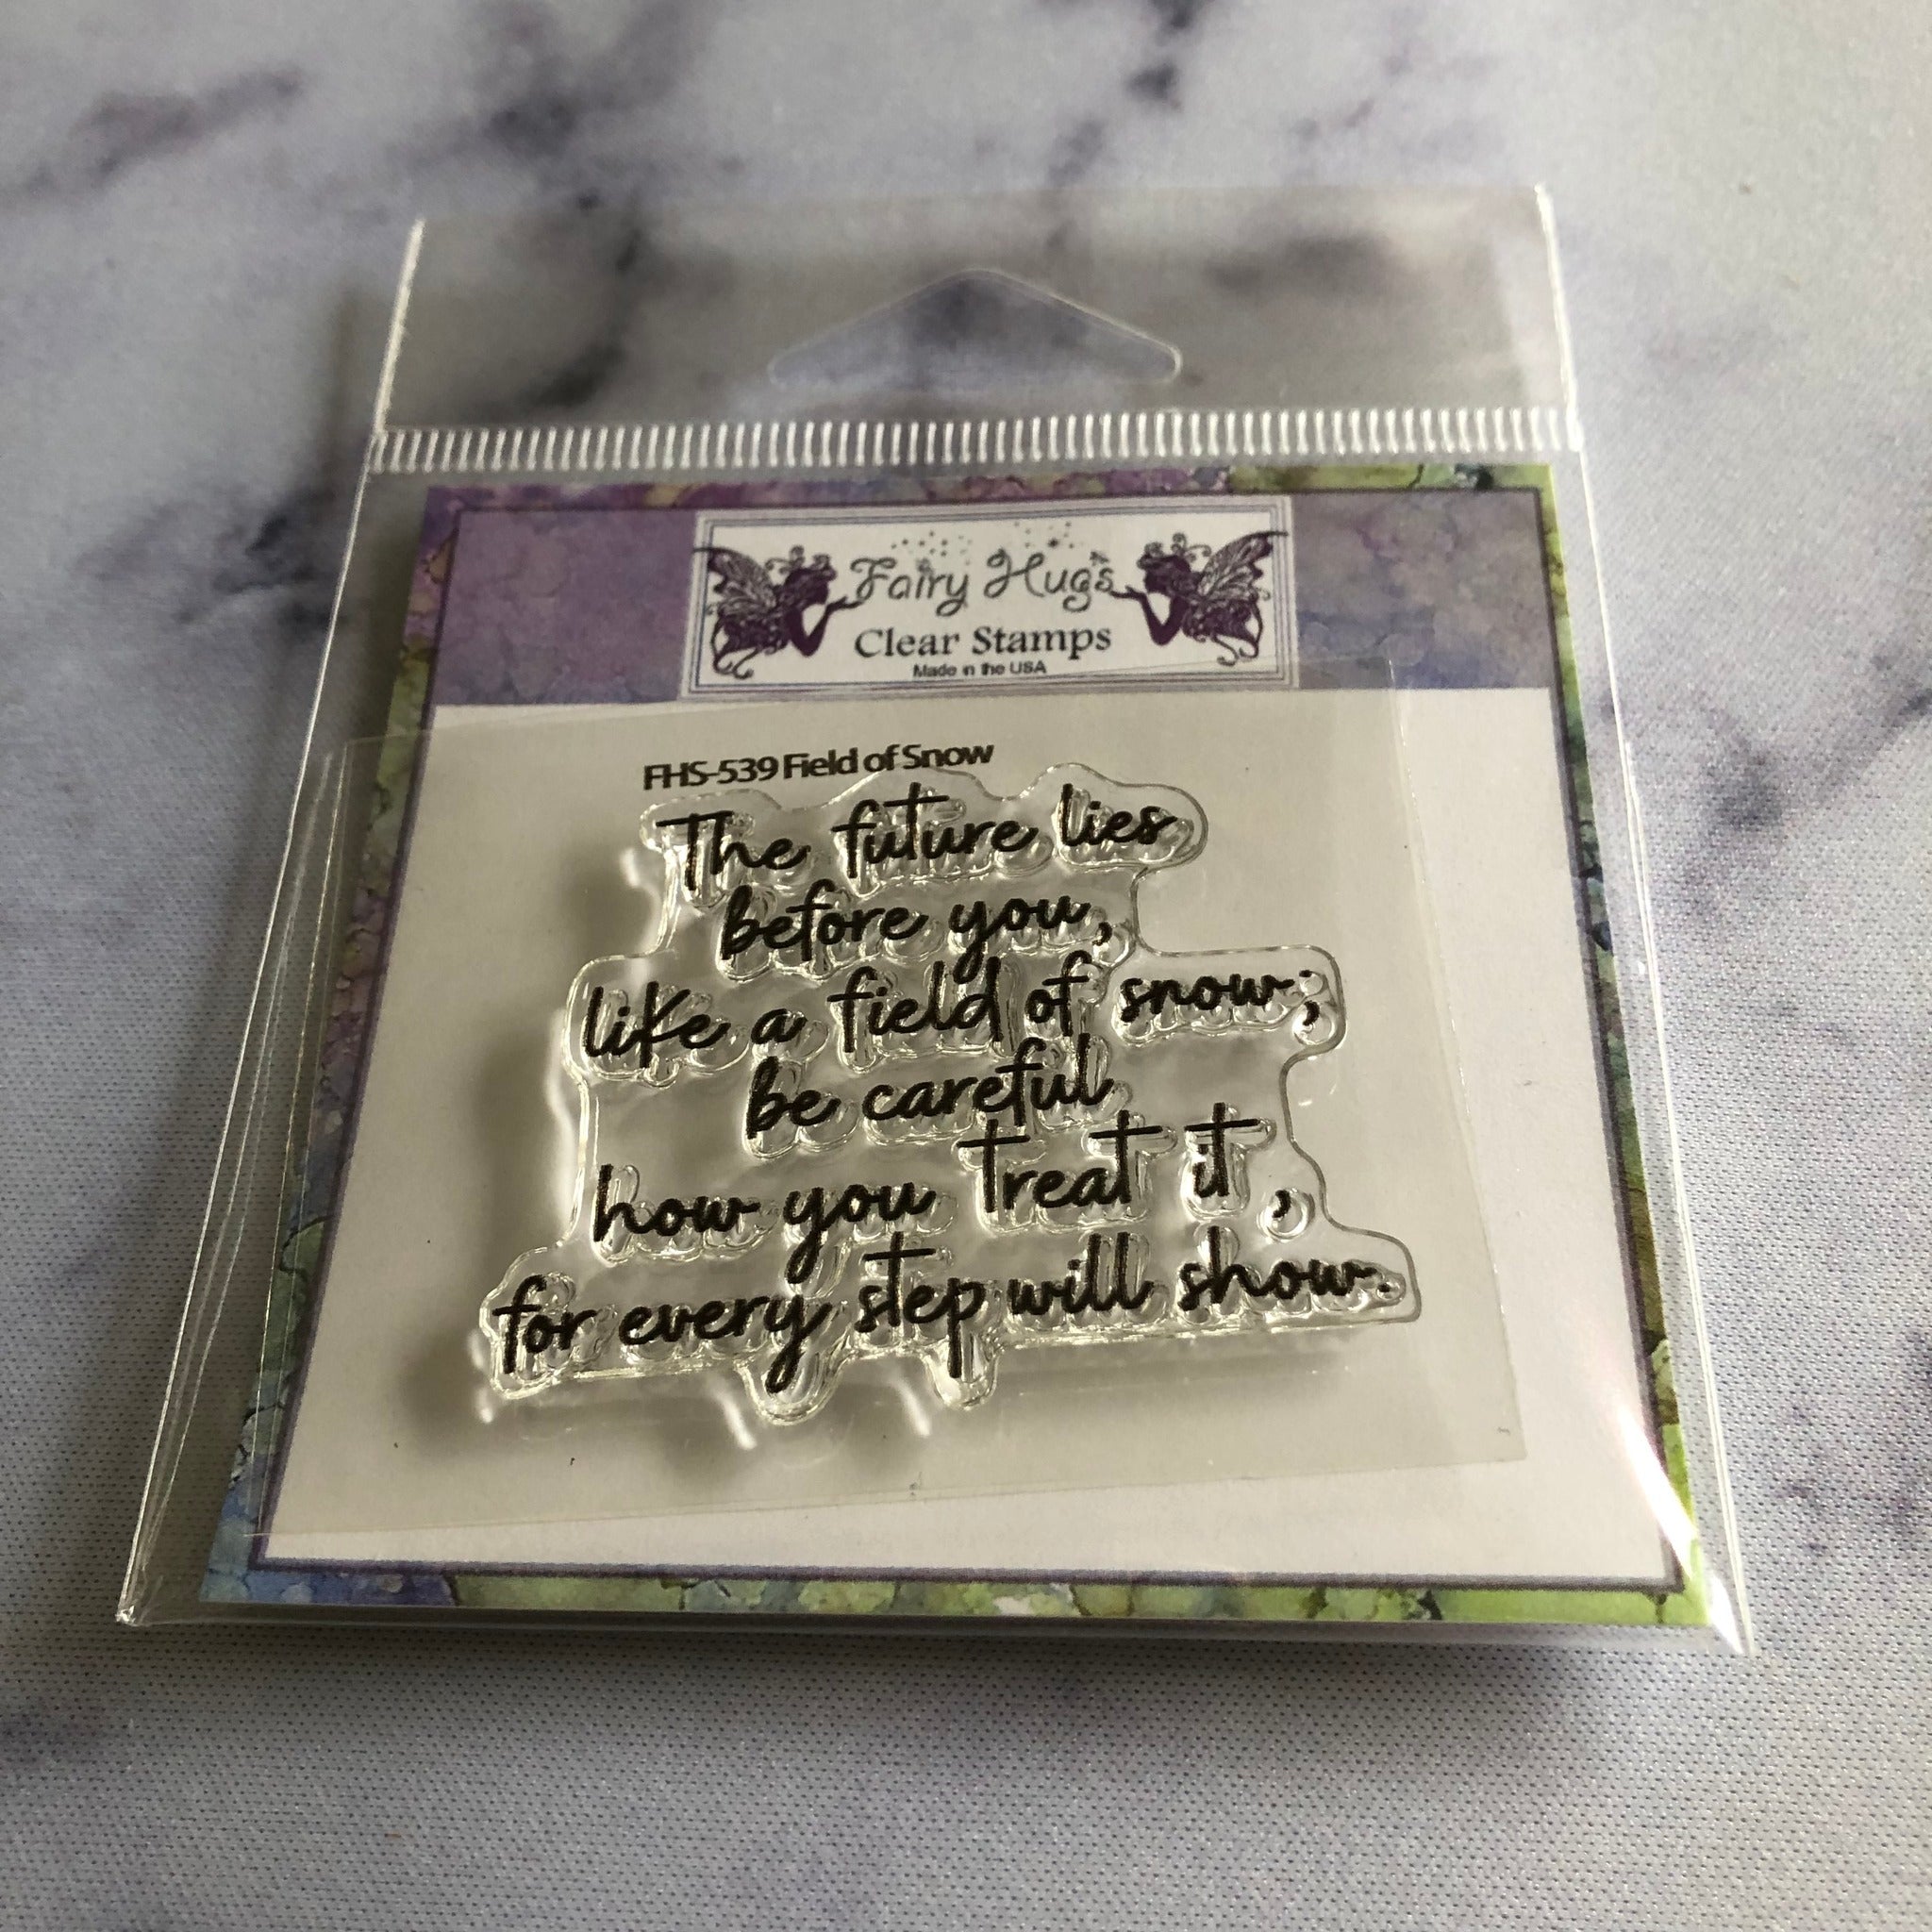 Fairy Hugs
Clear Stamps
Made in the USA
FHS-539 Field of Snow
The future lies
before you,
like a field of snow;
be careful
how you treat it,
for every step will show.